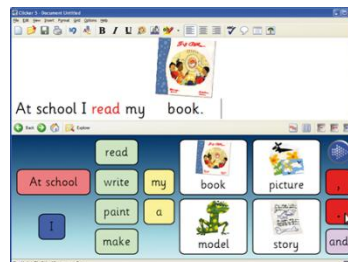 Clicker 5 - Document Untitled
File Edit View Insert Format Grid Options Help
B I U
At school I read my book.
Back
Explorer
read
At school write my book picture ,
I paint a .
make model story and